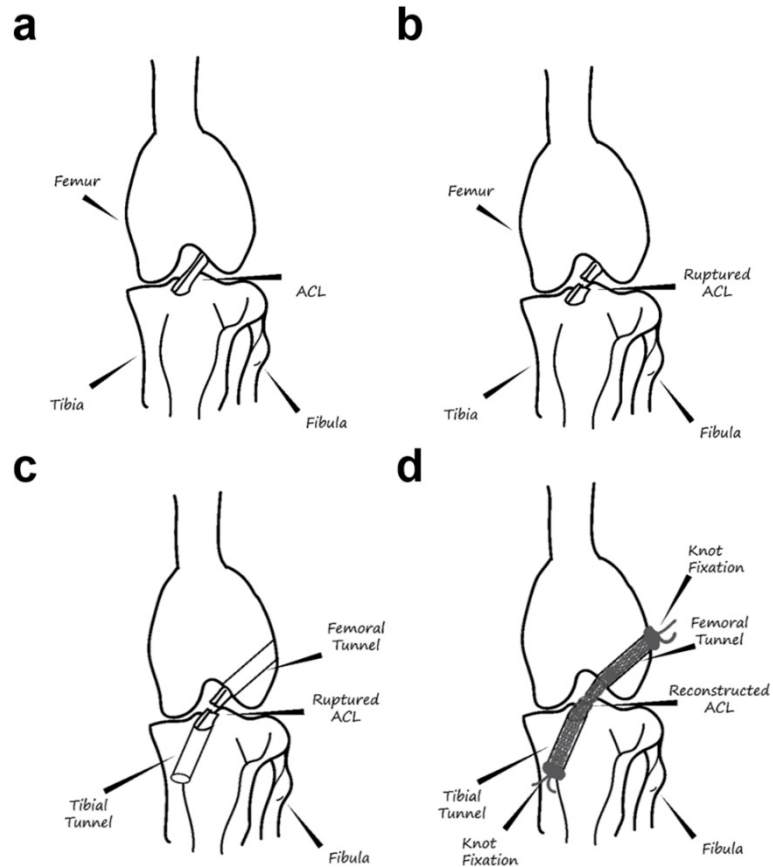 a
Femur
ACL
Tibia
Fibula
b
Femur
Ruptured
ACL
Tibia
Fibula
c
Femoral
Tunnel
Ruptured
ACL
Tibial
Tunnel
Fibula
d
Knot
Fixation
Femoral
Tunnel
Reconstructed
ACL
Tibial
Tunnel
Knot
Fixation
Fibula